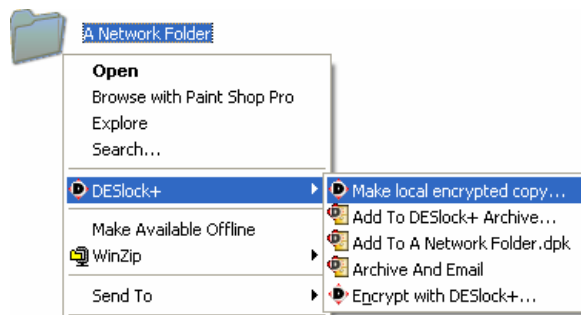 A Network Folder
Open
Browse with Paint Shop Pro
Explore
Search...
DESlock+
Make Available Offline
WinZip
Send To
Make local encrypted copy...
Add To DESlock+ Archive...
Add To A Network Folder.dpk
Archive And Email
Encrypt with DESlock+...